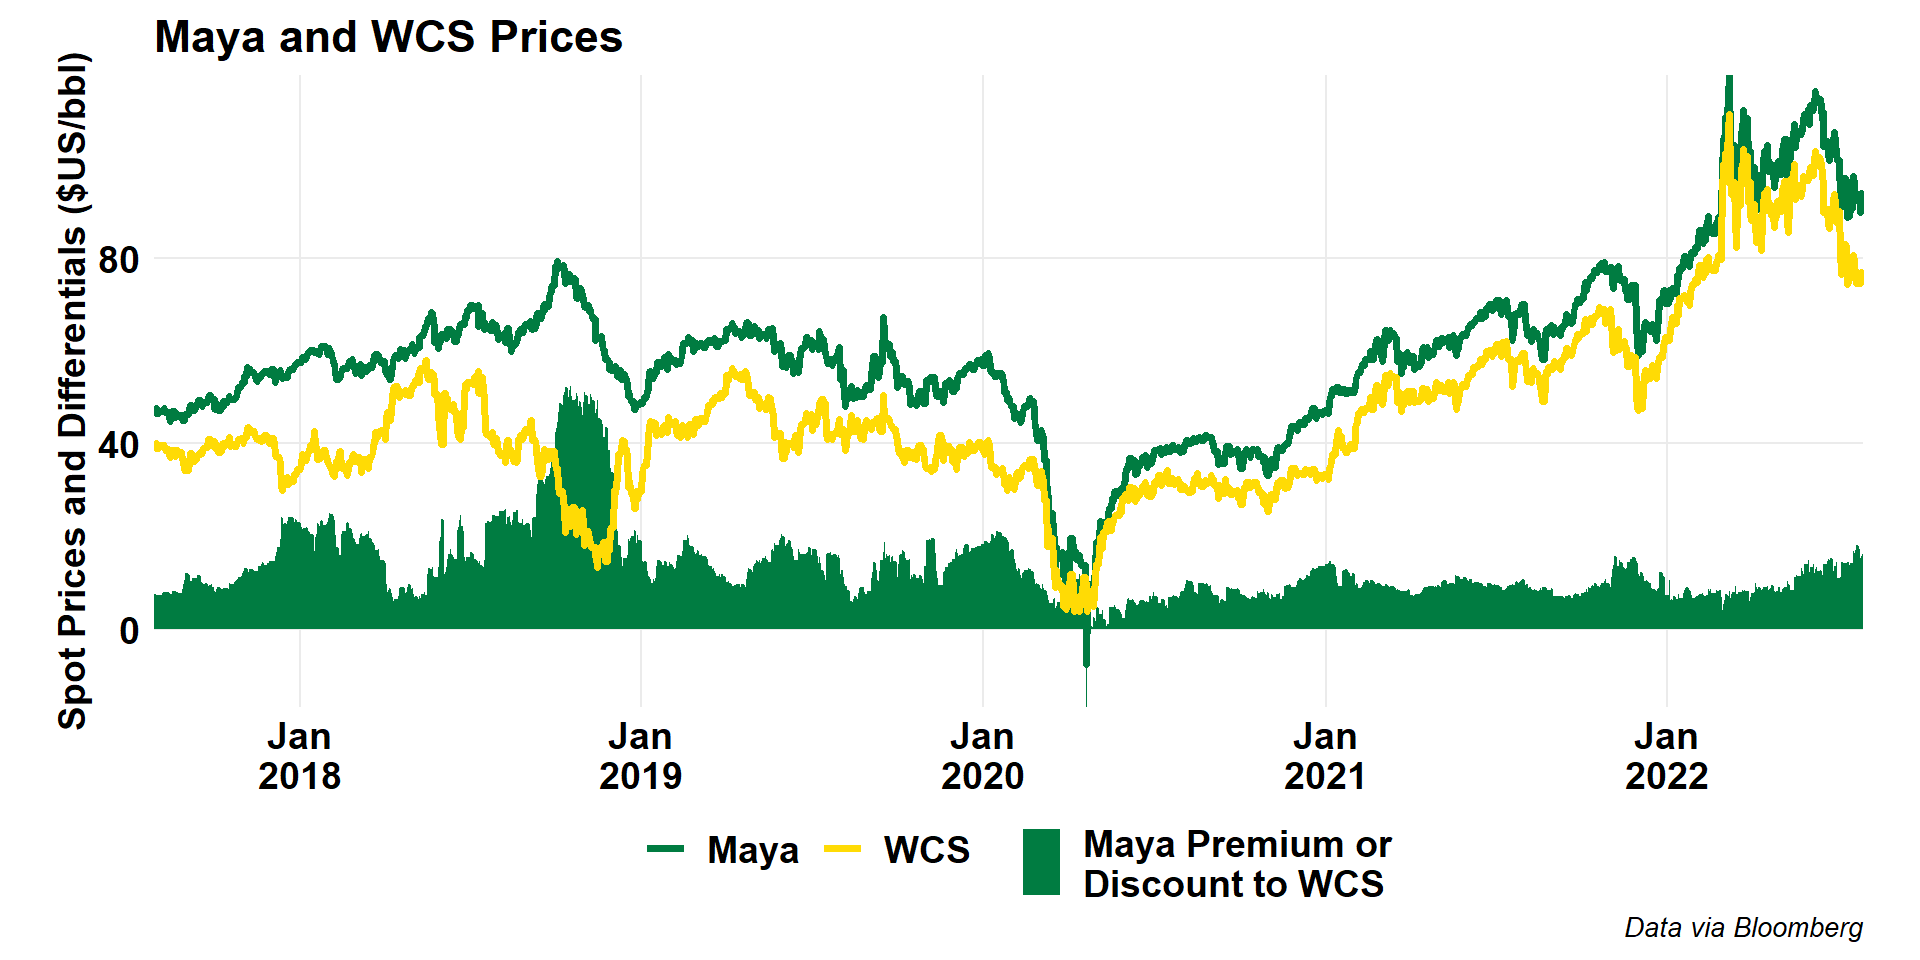 Maya and WCS Prices
Spot Prices and Differentials ($US/bbl)
80
40
0
Jan
2018
Jan
2019
Jan
2020
Jan
2021
Jan
2022
Maya
WCS
Maya Premium or
Discount to WCS
Data via Bloomberg